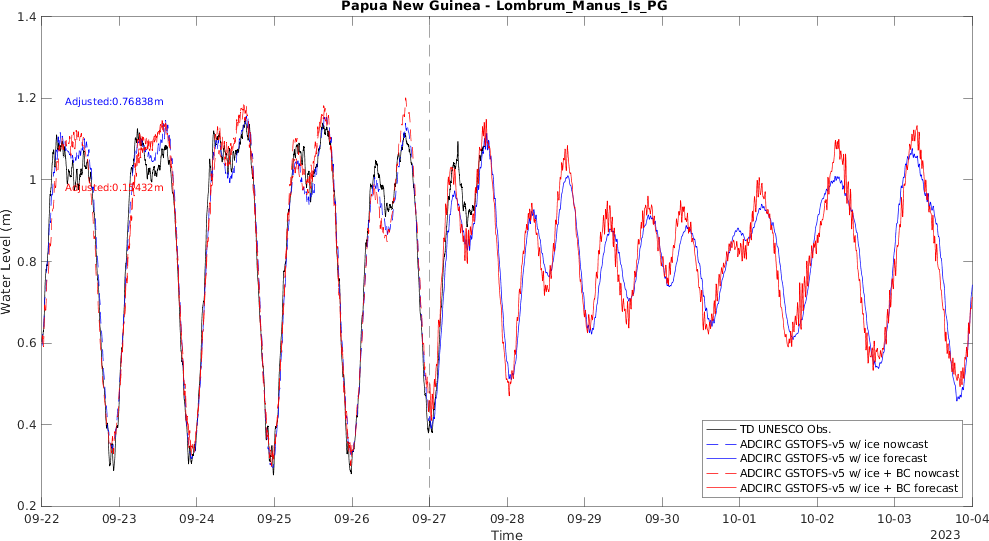 Papua New Guinea - Lombrum_Manus_Is_PG
1.4
1.2
1
0.8
0.6
0.4
0.2
Water Level (m)
Adjusted:0.76838m
Adjusted:0.15432m
TD UNESCO Obs.
ADCIRC GSTOFS-v5 w/ ice nowcast
ADCIRC GSTOFS-v5 w/ ice forecast
ADCIRC GSTOFS-v5 w/ ice + BC nowcast
ADCIRC GSTOFS-v5 w/ ice + BC forecast
09-22 09-23 09-24 09-25 09-26 09-27 09-28 09-29 09-30 10-01 10-02 10-03 10-04
Time
2023